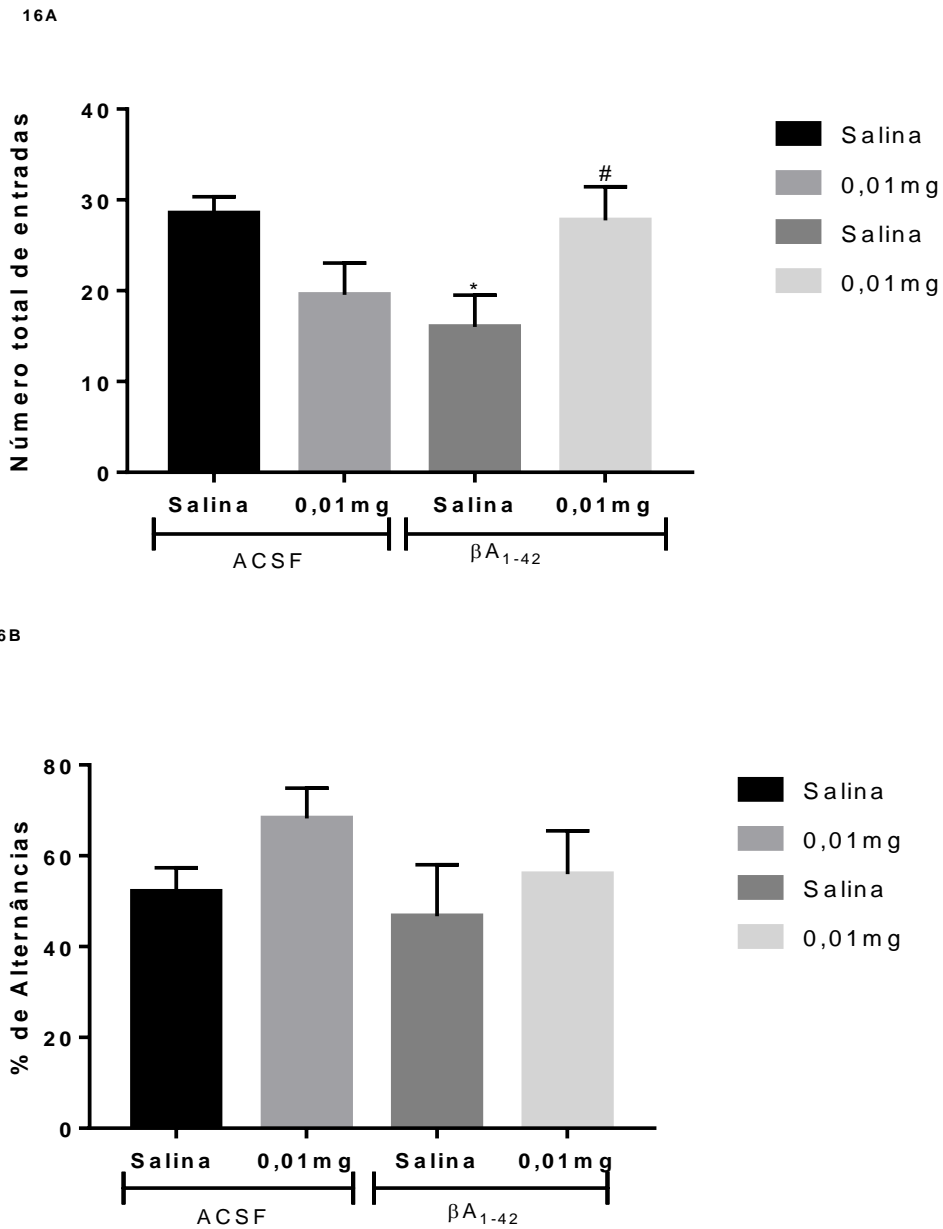 16A
Número total de entradas
40
30
20
10
0
*
#
Salina 0,01mg Salina 0,01mg
ACSF βA1-42
Salina
0,01mg
Salina
0,01mg
6B
% de Alternâncias
80
60
40
20
0
Salina 0,01mg Salina 0,01mg
ACSF βA1-42
Salina
0,01mg
Salina
0,01mg